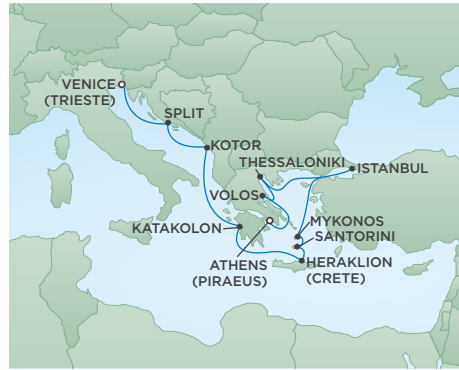 VENICE
(TRIESTE)
SPLIT
KOTOR
THESSALONIKI
ISTANBUL
VOLOS
KATAKOLON
MYKONOS
SANTORINI
ATHENS
(PIRAEUS)
HERAKLION
(CRETE)